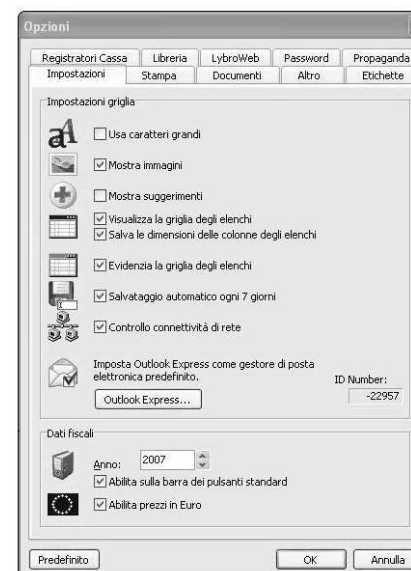 Opzioni
Registratori Cassa Libreria LybroWeb Password Propaganda
Impostazioni Stampa Documenti Altro Etichette
Impostazioni griglia
Usa caratteri grandi
Mostra immagini
Mostra suggerimenti
Visualizza la griglia degli elenchi
Salva le dimensioni delle colonne degli elenchi
Evidenzia la griglia degli elenchi
Salvataggio automatico ogni 7 giorni
Controllo connettività di rete
Imposta Outlook Express come gestore di posta
elettronica predefinito.
ID Number:
Outlook Express...
-22957
Dati fiscali
Anno: 2007
Abilita sulla barra dei pulsanti standard
Abilita prezzi in Euro
Predefinito OK Annulla